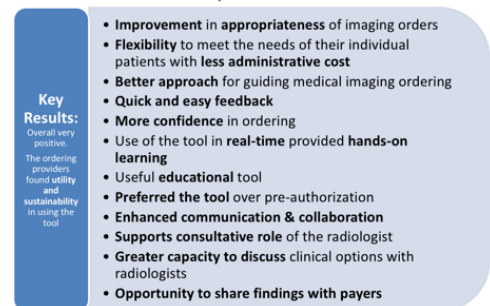 Key
Results:
Overall very
positive.
The ordering
providers
found utility
and
sustainability
in using the
tool
• Improvement in appropriateness of imaging orders
• Flexibility to meet the needs of their individual
patients with less administrative cost
• Better approach for guiding medical imaging ordering
• Quick and easy feedback
• More confidence in ordering
• Use of the tool in real-time provided hands-on
learning
• Useful educational tool
• Preferred the tool over pre-authorization
• Enhanced communication & collaboration
• Supports consultative role of the radiologist
• Greater capacity to discuss clinical options with
radiologists
• Opportunity to share findings with payers